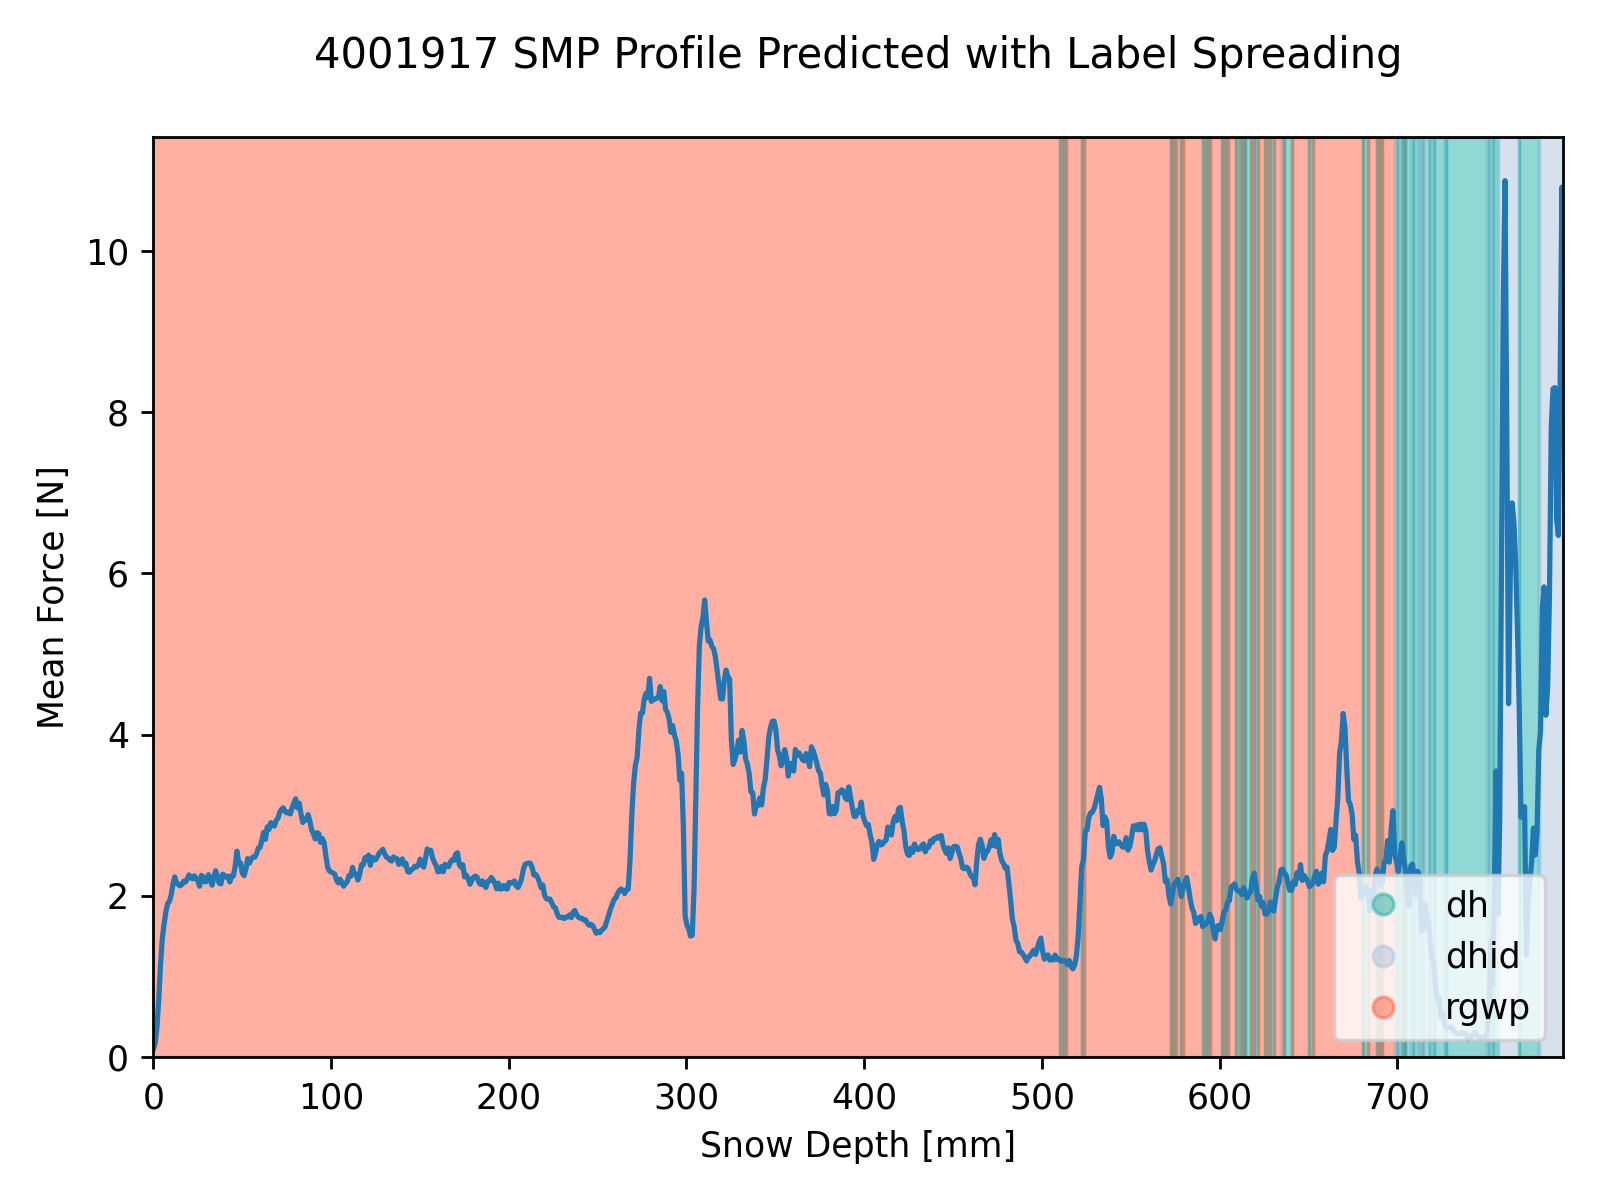 4001917 SMP Profile Predicted with Label Spreading
10
8
6
4
2
0
Mean Force [N]
0 100 200 300 400 500 600 700
Snow Depth [mm]
dh
dhid
rgwp